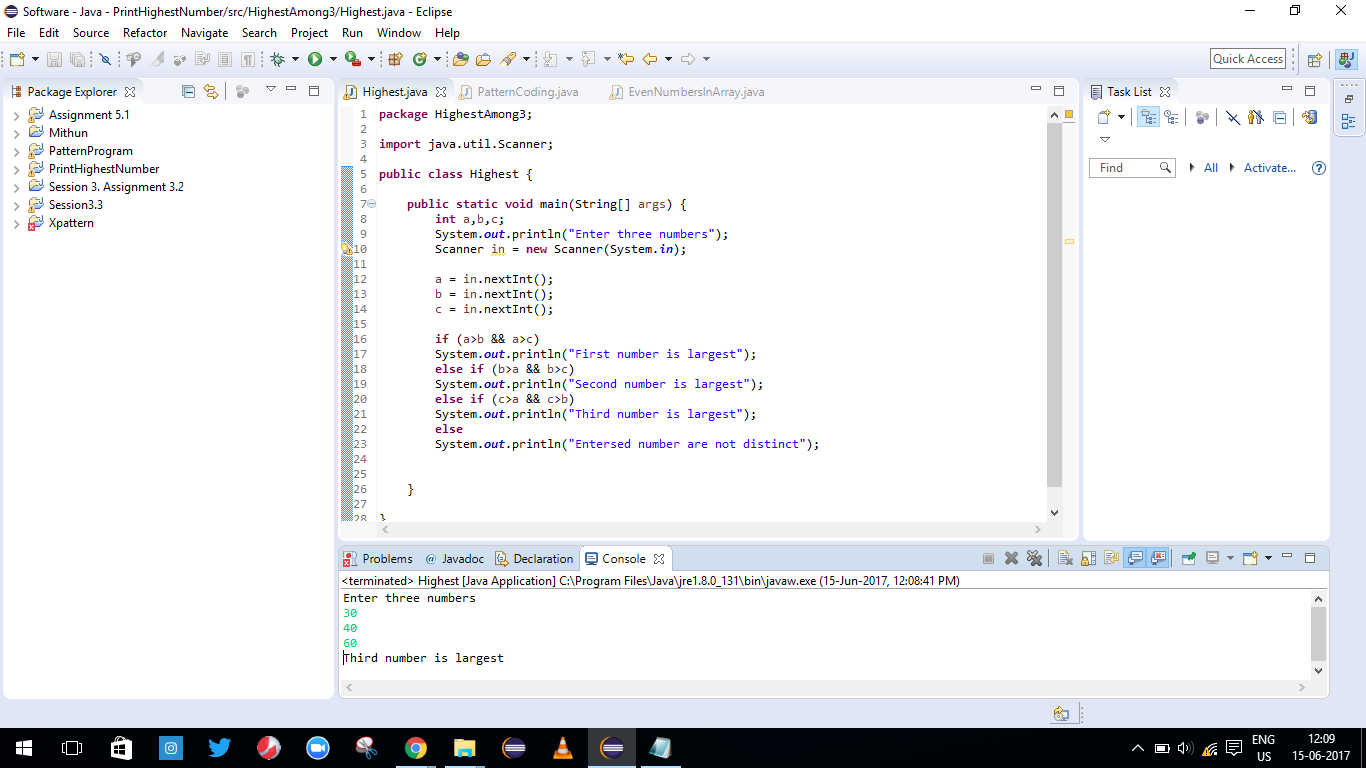 Software - Java - PrintHighestNumber/src/HighestAmong3/Highest.java - Eclipse
File Edit Source Refactor Navigate Search Project Run Window Help
Quick Access
Package Explorer
Assignment 5.1
Mithun
PatternProgram
PrintHighestNumber
Session 3. Assignment 3.2
Session3.3
Xpattern
Highest.java PatternCoding.java EvenNumbersInArray.java
1 package HighestAmong3;
2
3 import java.util.Scanner;
4
5 public class Highest {
6
7 public static void main(String[] args) {
8 int a,b,c;
9 System.out.println("Enter three numbers");
10 Scanner in = new Scanner(System.in);
11
12 a = in.nextInt();
13 b = in.nextInt();
14 c = in.nextInt();
15
16 if (a>b && a>c)
17 System.out.println("First number is largest");
18 else if (b>a && b>c)
19 System.out.println("Second number is largest");
20 else if (c>a && c>b)
21 System.out.println("Third number is largest");
22 else
23 System.out.println("Entersed number are not distinct");
24
25
26 }
27
28 }
Task List
Find All Activate...
Problems @ Javadoc Declaration Console
<terminated> Highest [Java Application] C:\Program Files\Java\jre1.8.0_131\bin\javaw.exe (15-Jun-2017, 12:08:41 PM)
Enter three numbers
30
40
60
Third number is largest
ENG
US
12:09
15-06-2017